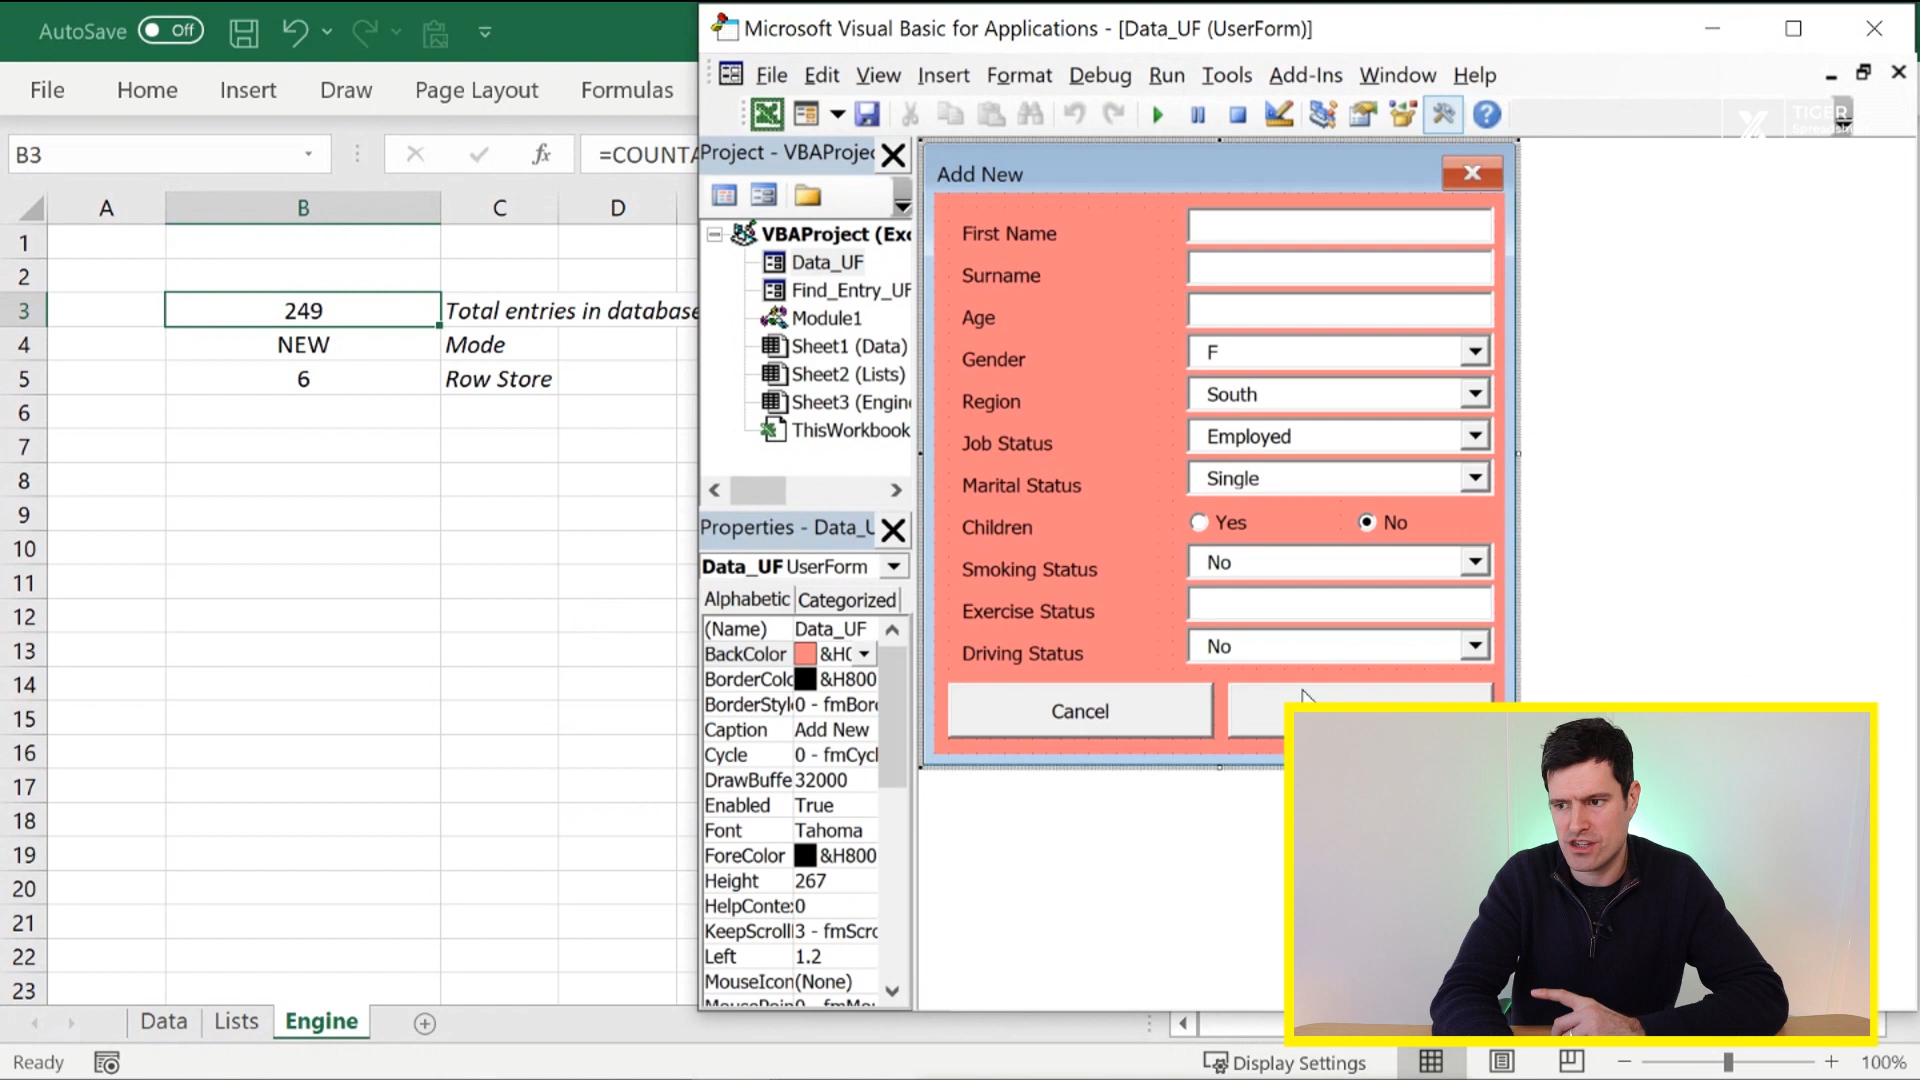 AutoSave Off
File Home Insert Draw Page Layout Formulas
B3
fx =COUNTA
A B C D
1
2
3 249 Total entries in database
4 NEW Mode
5 6 Row Store
6
7
8
9
10
11
12
13
14
15
16
17
18
19
20
21
22
23
Data Lists Engine
Ready
Display Settings
100%
Microsoft Visual Basic for Applications - [Data_UF (UserForm)]
File Edit View Insert Format Debug Run Tools Add-Ins Window Help
TIGER
Project - VBAProjec
VBAProject (Exc
Data_UF
Find_Entry_UF
Module1
Sheet1 (Data)
Sheet2 (Lists)
Sheet3 (Engine
ThisWorkbook
Properties - Data_U
Data_UF UserForm
Alphabetic Categorized
(Name) Data_UF
BackColor &H0
BorderColo &H800
BorderStyl 0 - fmBor
Caption Add New
Cycle 0 - fmCycl
DrawBuffe 32000
Enabled True
Font Tahoma
ForeColor &H800
Height 267
HelpConte: 0
KeepScroll 3 - fmScro
Left 1.2
MouseIcon (None)
Add New
First Name
Surname
Age
Gender F
Region South
Job Status Employed
Marital Status Single
Children Yes No
Smoking Status No
Exercise Status
Driving Status No
Cancel